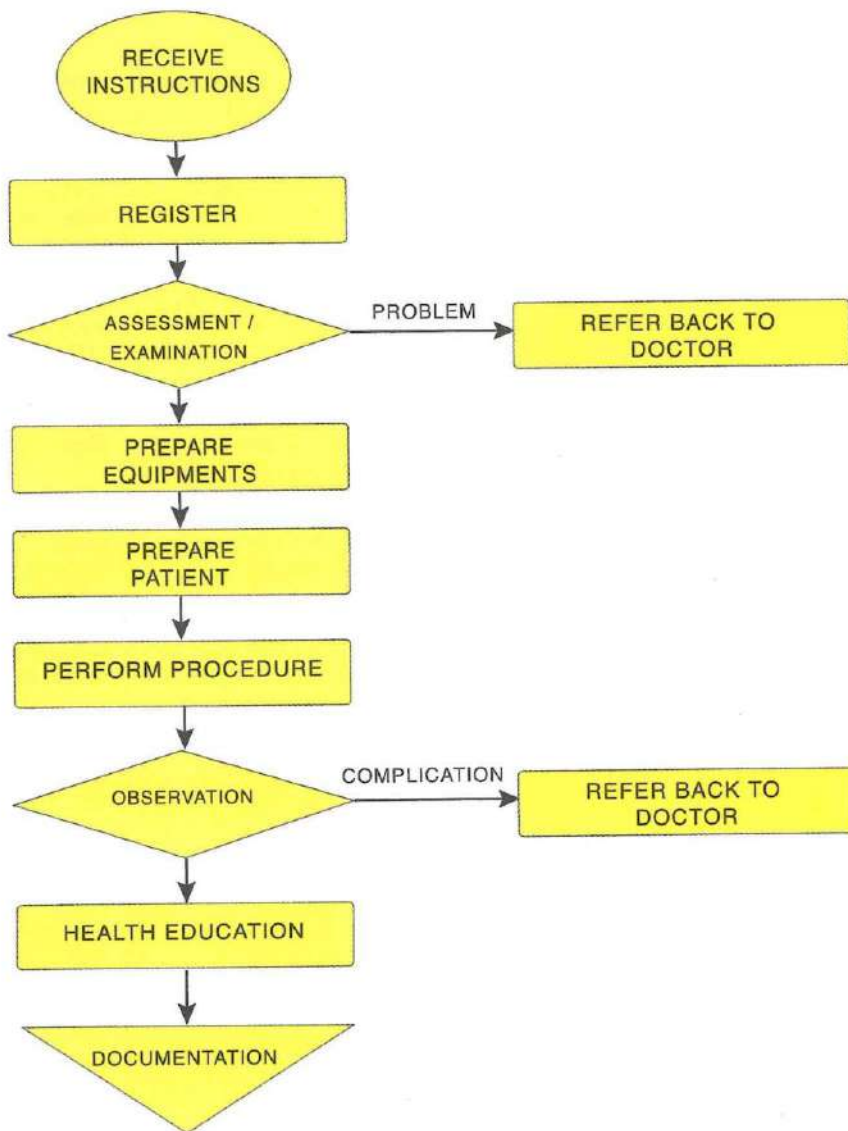 RECEIVE
INSTRUCTIONS
REGISTER
ASSESSMENT /
EXAMINATION
PROBLEM
REFER BACK TO
DOCTOR
PREPARE
EQUIPMENTS
PREPARE
PATIENT
PERFORM PROCEDURE
OBSERVATION
COMPLICATION
REFER BACK TO
DOCTOR
HEALTH EDUCATION
DOCUMENTATION